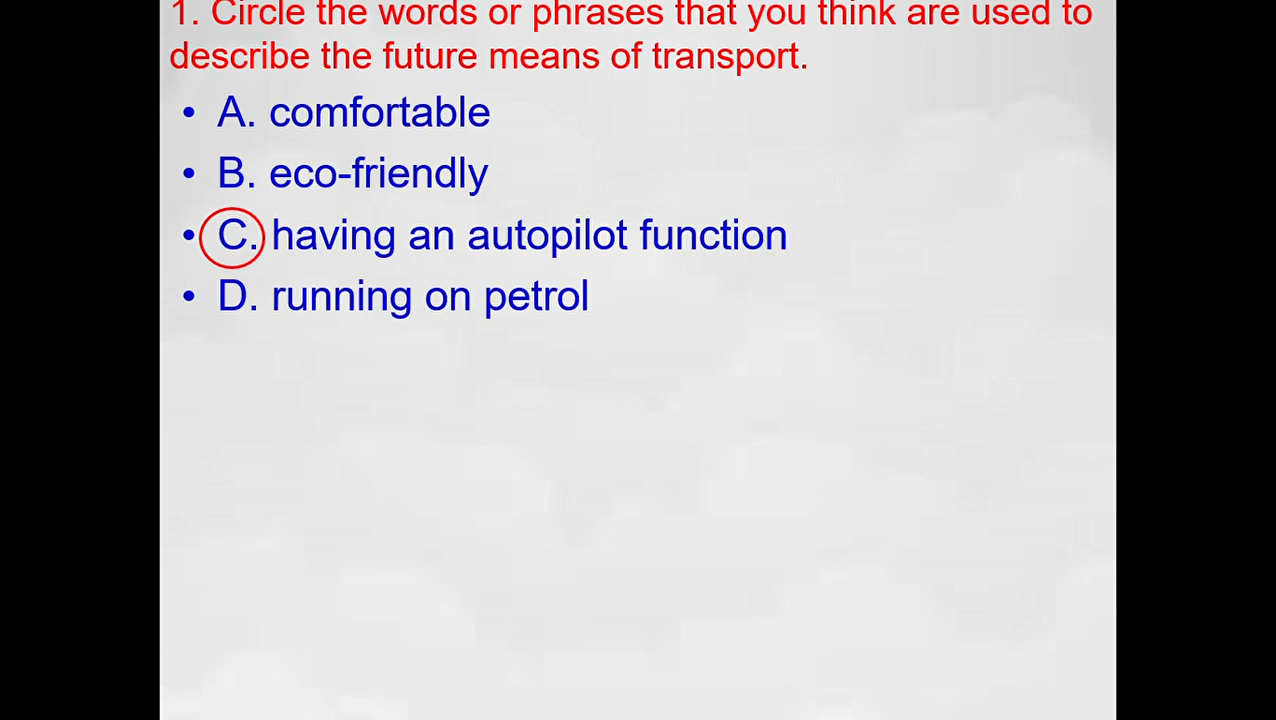 1. Circle the words or phrases that you think are used to
describe the future means of transport.
• A. comfortable
• B. eco-friendly
• C. having an autopilot function
• D. running on petrol